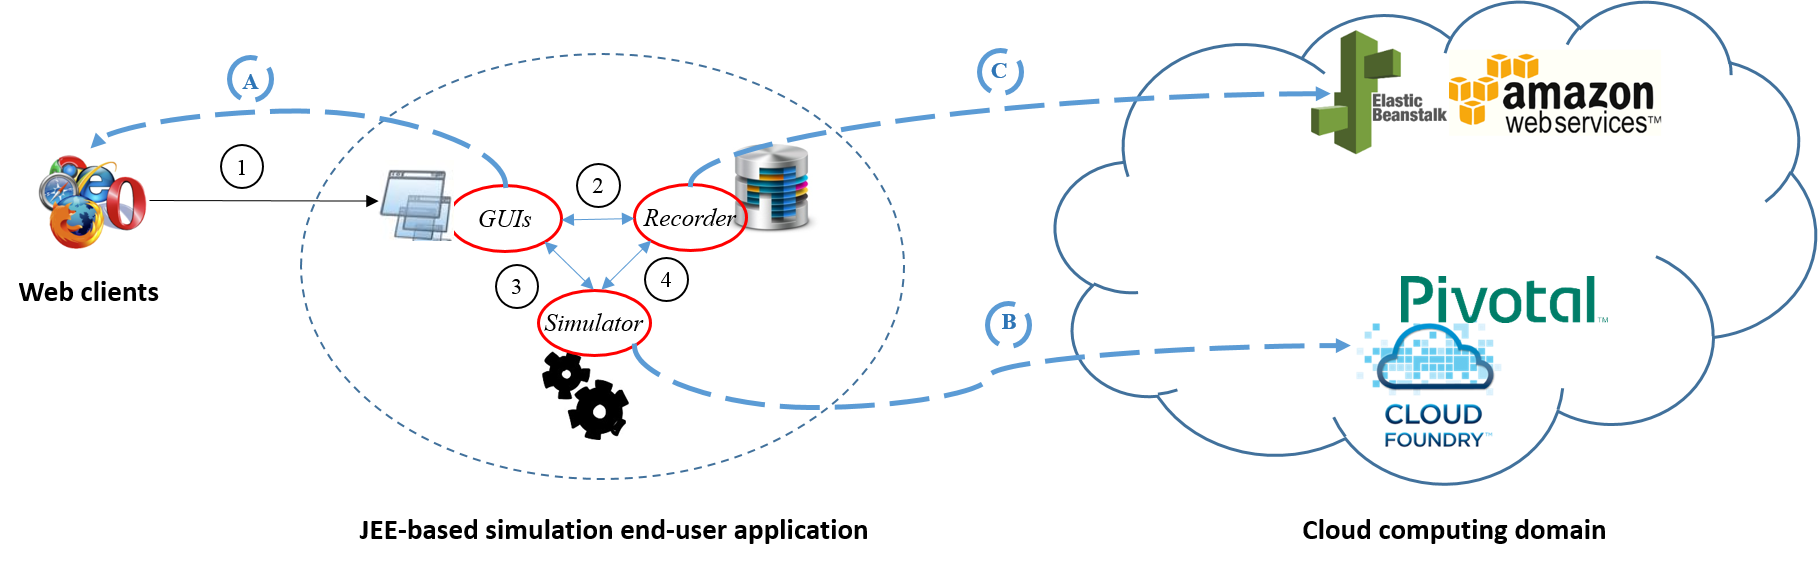 A
1
Web clients
GUIs
2
Recorder
3
4
Simulator
JEE-based simulation end-user application
C
B
Elastic
Beanstalk
amazon
webservices™
Pivotal™
CLOUD
FOUNDRY™
Cloud computing domain